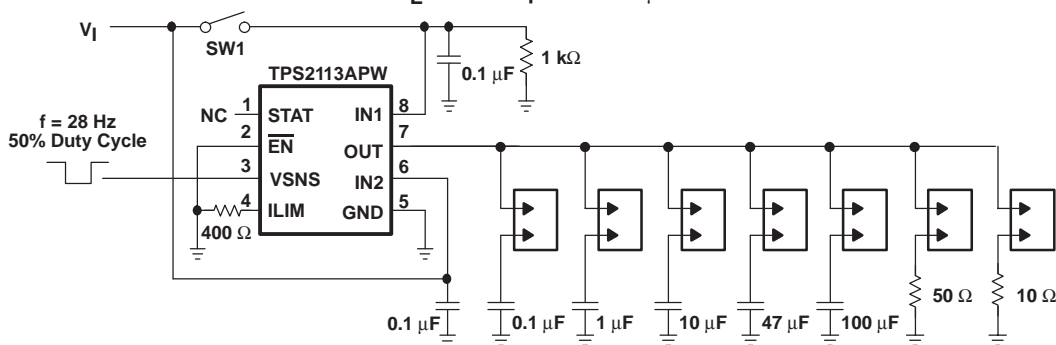 V_I
SW1
0.1 µF
1 kΩ
TPS2113APW
NC
1 STAT
IN1 8
f = 28 Hz
50% Duty Cycle
2 E̅N̅
OUT 7
3 VSNS
IN2 6
4 ILIM
GND 5
400 Ω
0.1 µF
0.1 µF
1 µF
10 µF
47 µF
100 µF
50 Ω
10 Ω